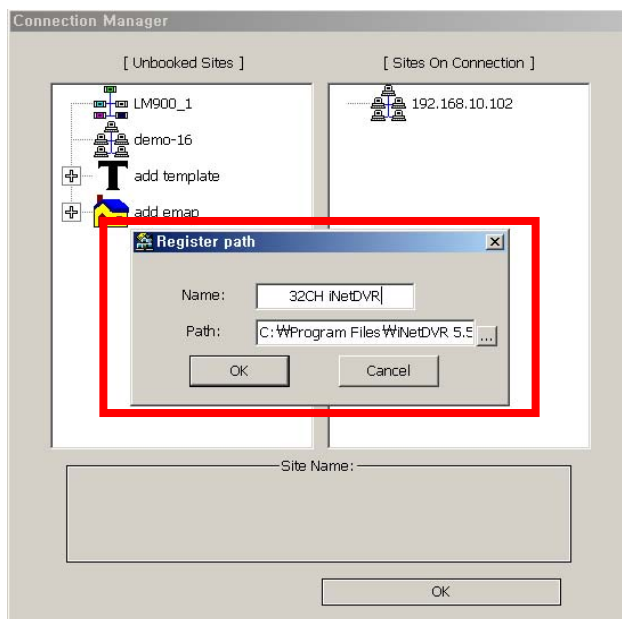 Connection Manager
[ Unbooked Sites ]
[ Sites On Connection ]
LM900_1
192.168.10.102
demo-16
T add template
add emap
Register path
Name: 32CH iNetDVR
Path: C:₩Program Files₩iNetDVR 5.5 ...
OK Cancel
Site Name:
OK